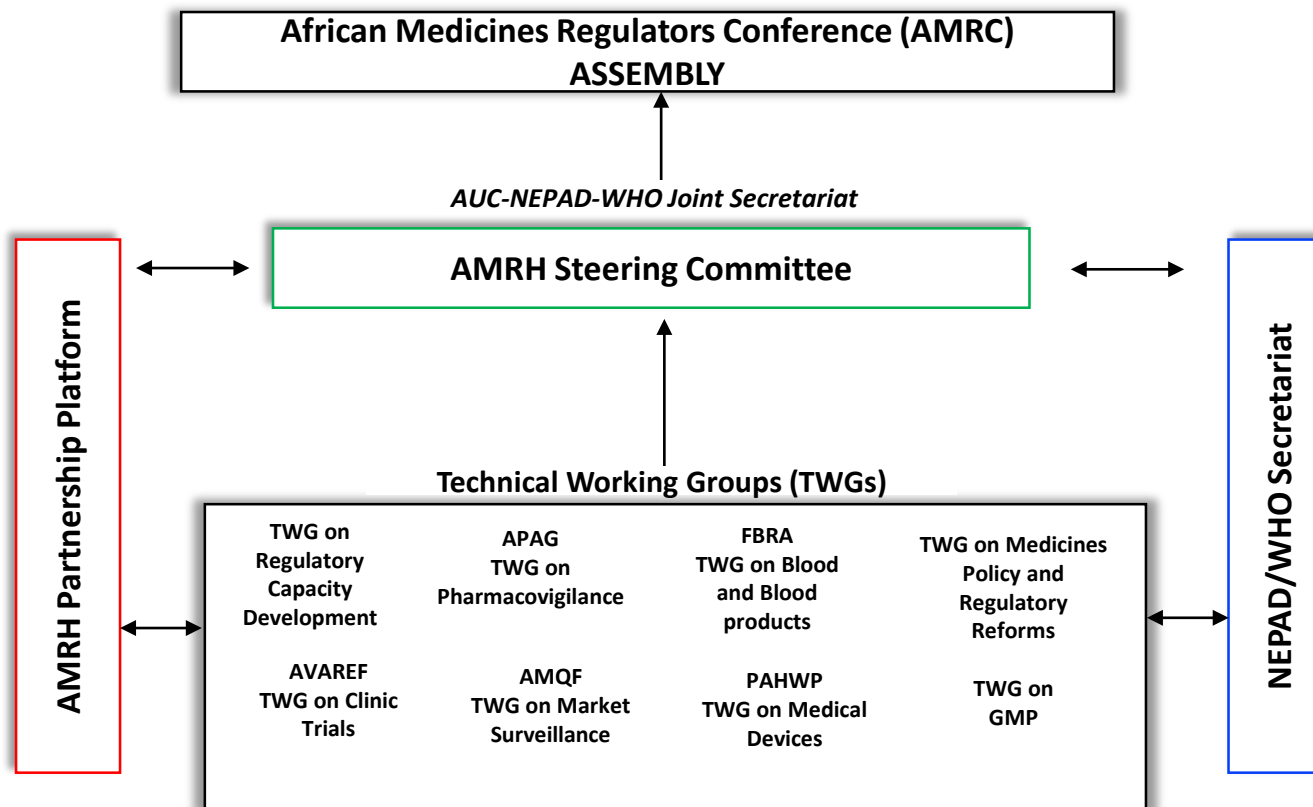 African Medicines Regulators Conference (AMRC)
ASSEMBLY
AUC-NEPAD-WHO Joint Secretariat
AMRH Steering Committee
AMRH Partnership Platform
NEPAD/WHO Secretariat
Technical Working Groups (TWGs)
TWG on
Regulatory
Capacity
Development
APAG
TWG on
Pharmacovigilance
FBRA
TWG on Blood
and Blood
products
TWG on Medicines
Policy and
Regulatory
Reforms
AVAREF
TWG on Clinic
Trials
AMQF
TWG on Market
Surveillance
PAHWP
TWG on Medical
Devices
TWG on
GMP